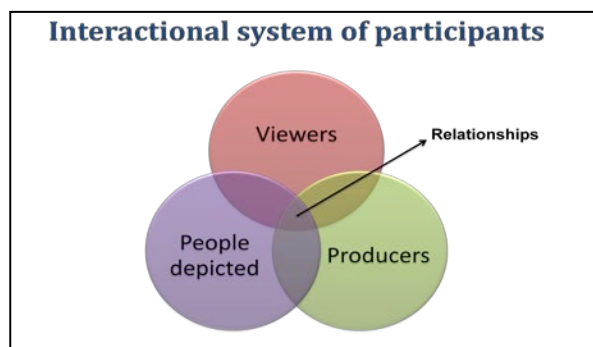 Interactional system of participants
Viewers
Relationships
People
depicted
Producers